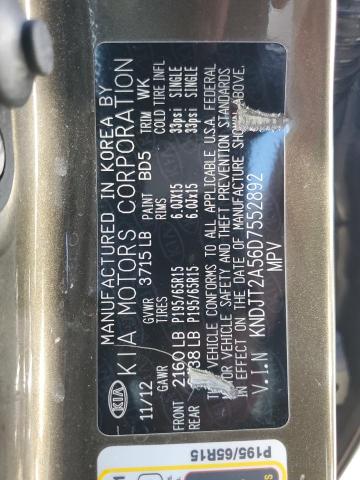 MANUFACTURED IN KOREA BY
KIA KIA MOTORS CORPORATION
11/12 GVWR 3715 LB PAINT BD5 TRIM WK
GAWR TIRES RIMS COLD TIRE INFL
FRONT 2160 LB P195/65R15 6.0JX15 33psi SINGLE
REAR 38 LB P195/65R15 6.0JX15 33psi SINGLE
VEHICLE CONFORMS TO ALL APPLICABLE U.S.A. FEDERAL
VEHICLE SAFETY AND THEFT PREVENTION STANDARDS
IN EFFECT ON THE DATE OF MANUFACTURE SHOWN ABOVE.
V.I.N KNDJT2A56D7552892
MPV
P195/65R15